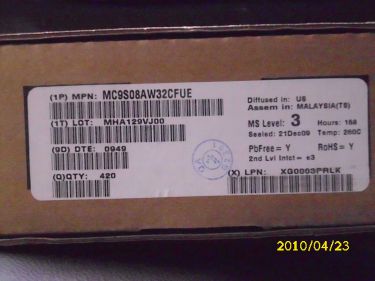 (1P) MPN: MC9S08AW32CFUE
(1T) LOT: MHA129VJ00
(9D) DTE: 0949
(Q)QTY: 420
Diffused in: US
Assem in: MALAYSIA(TS)
MS Level: 3 Hours: 168
Sealed: 21Dec09 Temp: 260C
PbFree = Y RoHS = Y
2nd Lvl Intct = e3
(X) LPN: XG0003PRLK
2010/04/23